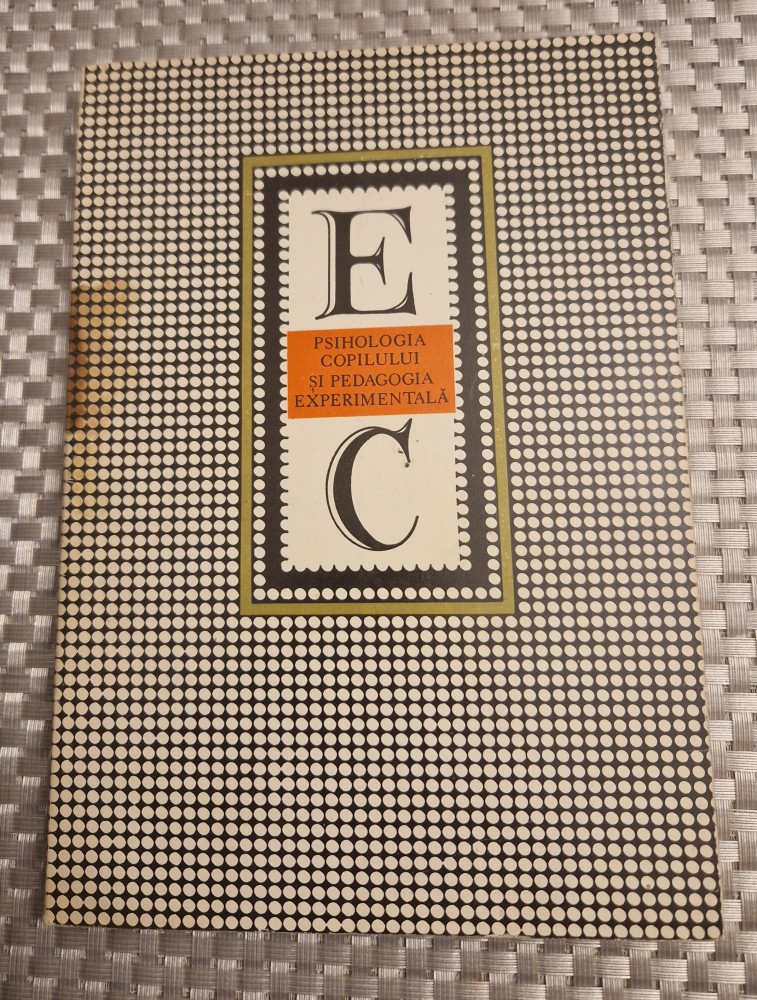 E
PSIHOLOGIA
COPILULUI
ȘI PEDAGOGIA
EXPERIMENTALĂ
C